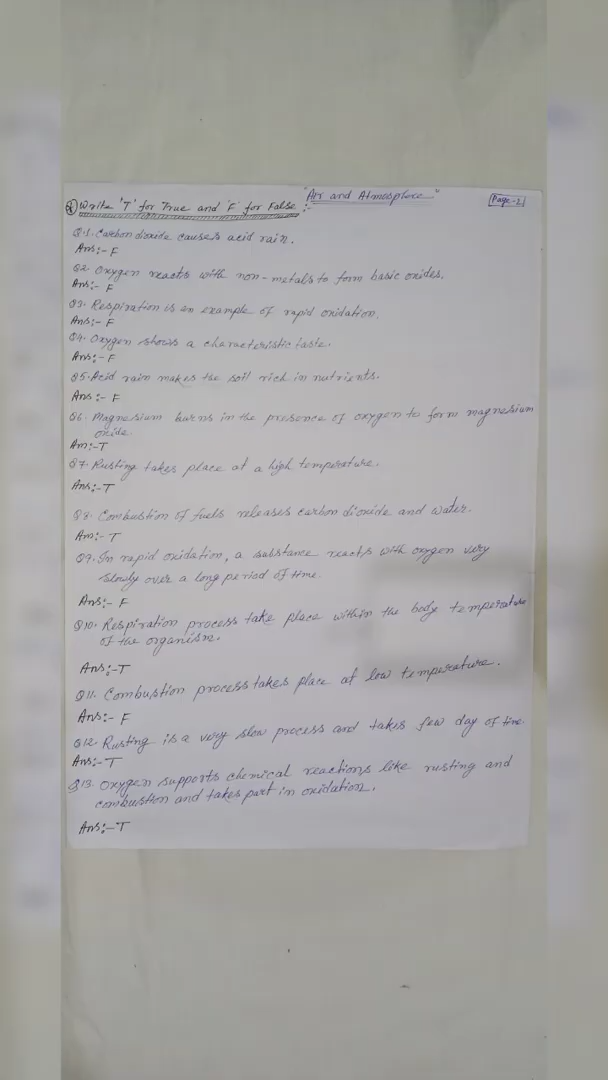 "Air and Atmosphere"
Page-2
Write 'T' for True and 'F' for False :-
Q.1. Carbon dioxide causes acid rain.
Ans:- F
Q2. Oxygen reacts with non-metals to form basic oxides.
Ans:- F
Q3. Respiration is an example of rapid oxidation.
Ans:- F
Q4. Oxygen shows a characteristic taste.
Ans:- F
Q5. Acid rain makes the soil rich in nutrients.
Ans:- F
Q6. Magnesium burns in the presence of oxygen to form magnesium
oxide.
Ans:- T
Q7. Rusting takes place at a high temperature.
Ans:- T
Q8. Combustion of fuels releases carbon dioxide and water.
Ans:- T
Q9. In rapid oxidation, a substance reacts with oxygen very
slowly over a long period of time.
Ans:- F
Q10. Respiration process take place within the body temperature
of the organism.
Ans:- T
Q11. Combustion process takes place at low temperature.
Ans:- F
Q12. Rusting is a very slow process and takes few day of time.
Ans:- T
Q13. Oxygen supports chemical reactions like rusting and
combustion and takes part in oxidation.
Ans:- T